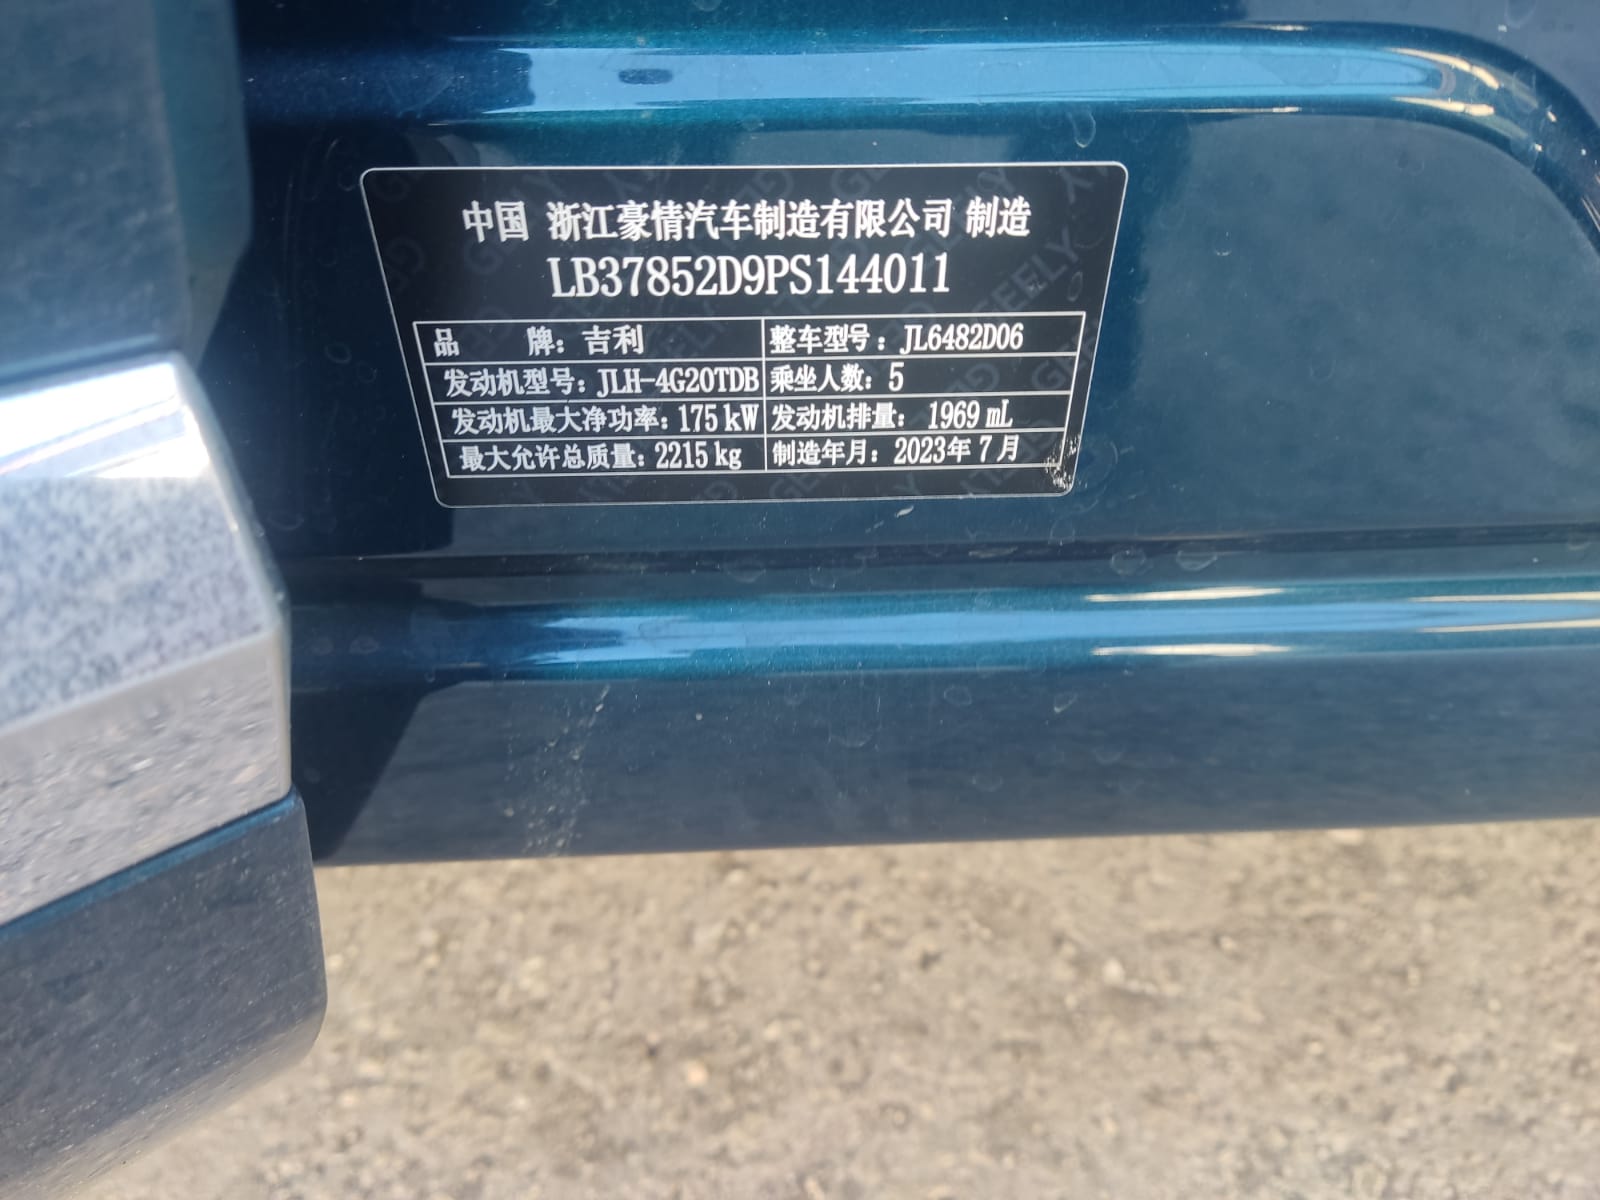 中国 浙江豪情汽车制造有限公司 制造
LB37852D9PS144011
品 牌：吉利 整车型号：JL6482D06
发动机型号：JLH-4G20TDB 乘坐人数：5
发动机最大净功率：175 kW 发动机排量： 1969 mL
最大允许总质量：2215 kg 制造年月：2023年 7 月